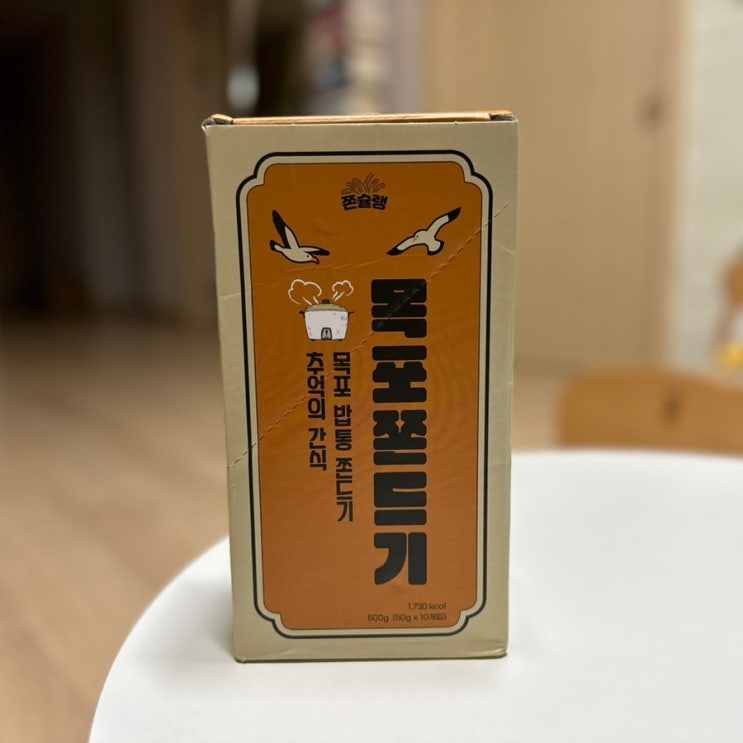 쫀슐랭
목포쫀드기
목포 밥통 쫀드기
추억의 간식
1,730 kcal
500g (50g x 10개입)